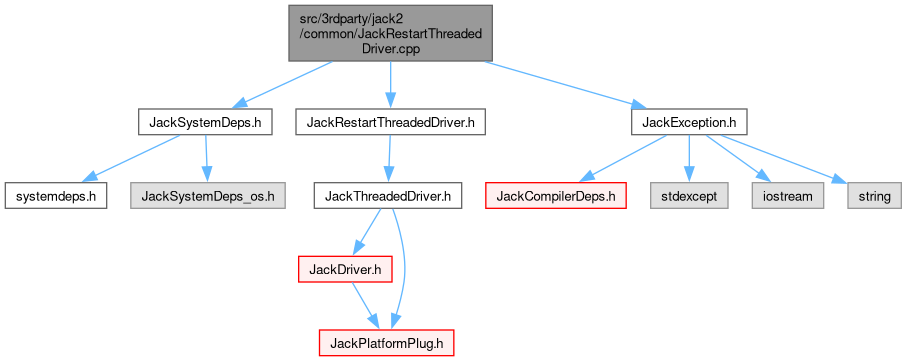 src/3rdparty/jack2
/common/JackRestartThreaded
Driver.cpp
JackSystemDeps.h
JackRestartThreadedDriver.h
JackException.h
systemdeps.h
JackSystemDeps_os.h
JackThreadedDriver.h
JackCompilerDeps.h
stdexcept
iostream
string
JackDriver.h
JackPlatformPlug.h